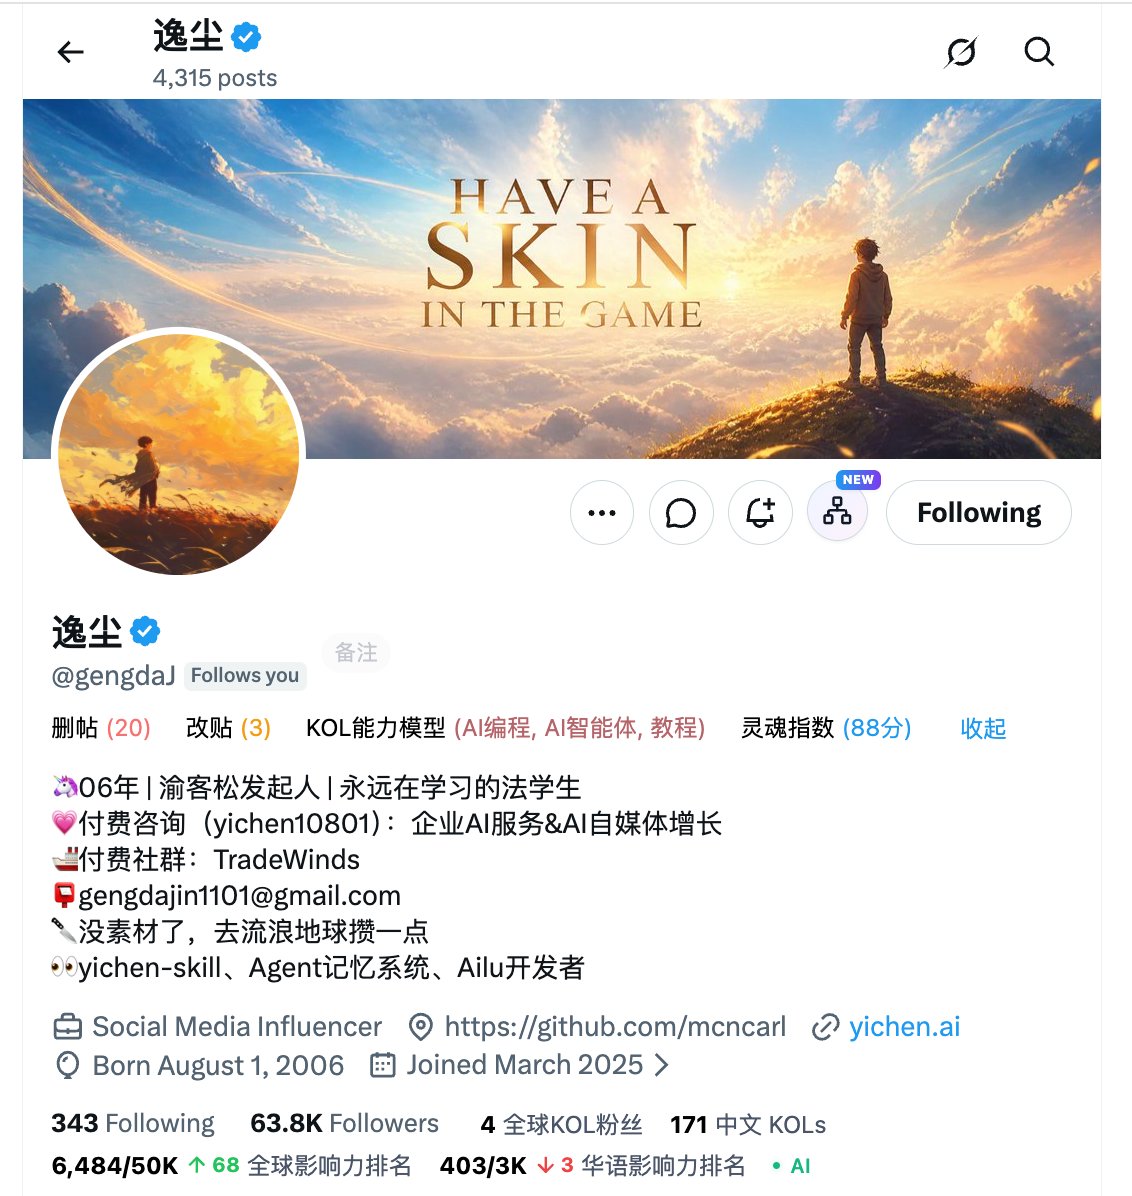 逸尘
4,315 posts
HAVE A
SKIN
IN THE GAME
NEW
Following
逸尘
备注
@gengdaJ Follows you
删帖 (20) 改贴 (3) KOL能力模型 (AI编程, AI智能体, 教程) 灵魂指数 (88分) 收起
🦄06年 | 渝客松发起人 | 永远在学习的法学生
💗付费咨询（yichen10801）：企业AI服务&AI自媒体增长
🚢付费社群：TradeWinds
📮gengdajin1101@gmail.com
🔪没素材了，去流浪地球攒一点
👀yichen-skill、Agent记忆系统、Ailu开发者
Social Media Influencer https://github.com/mcncarl yichen.ai
Born August 1, 2006 Joined March 2025
343 Following 63.8K Followers 4 全球KOL粉丝 171 中文 KOLs
6,484/50K ↑ 68 全球影响力排名 403/3K ↓ 3 华语影响力排名 • AI